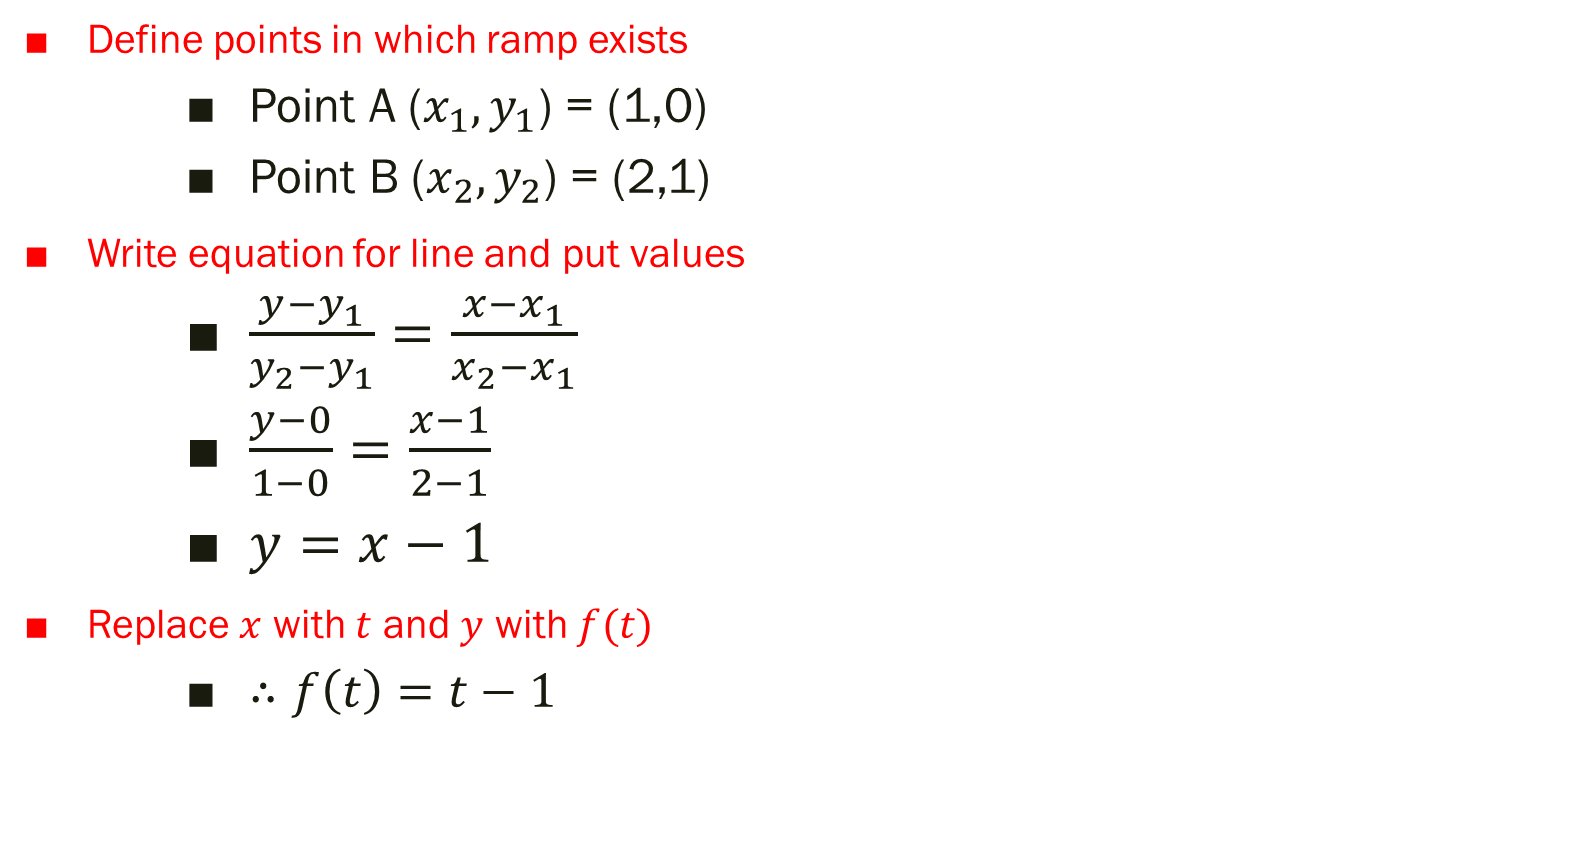 ■ Define points in which ramp exists
■ Point A (x₁, y₁) = (1,0)
■ Point B (x₂, y₂) = (2,1)
■ Write equation for line and put values
■ (y−y₁)/(y₂−y₁) = (x−x₁)/(x₂−x₁)
■ (y−0)/(1−0) = (x−1)/(2−1)
■ y = x − 1
■ Replace x with t and y with f(t)
■ ∴ f(t) = t − 1